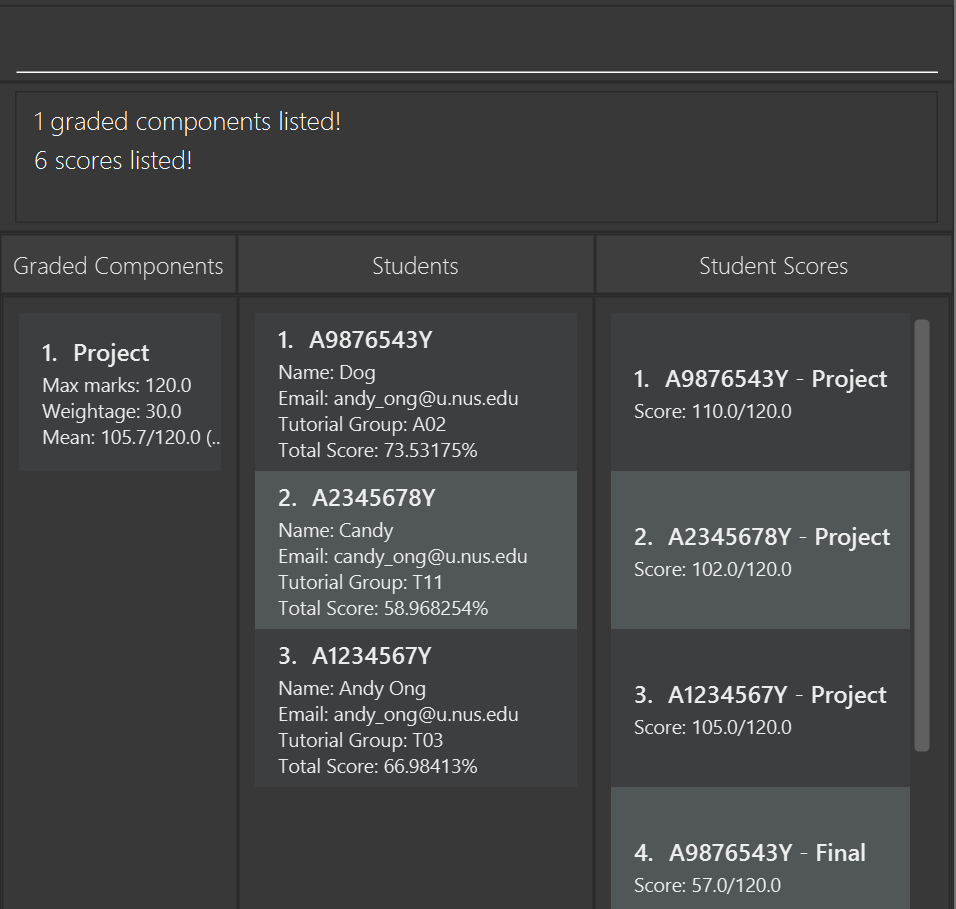 1 graded components listed!
6 scores listed!
Graded Components
Students
Student Scores
1. Project
Max marks: 120.0
Weightage: 30.0
Mean: 105.7/120.0 (..
1. A9876543Y
Name: Dog
Email: andy_ong@u.nus.edu
Tutorial Group: A02
Total Score: 73.53175%
2. A2345678Y
Name: Candy
Email: candy_ong@u.nus.edu
Tutorial Group: T11
Total Score: 58.968254%
3. A1234567Y
Name: Andy Ong
Email: andy_ong@u.nus.edu
Tutorial Group: T03
Total Score: 66.98413%
1. A9876543Y - Project
Score: 110.0/120.0
2. A2345678Y - Project
Score: 102.0/120.0
3. A1234567Y - Project
Score: 105.0/120.0
4. A9876543Y - Final
Score: 57.0/120.0